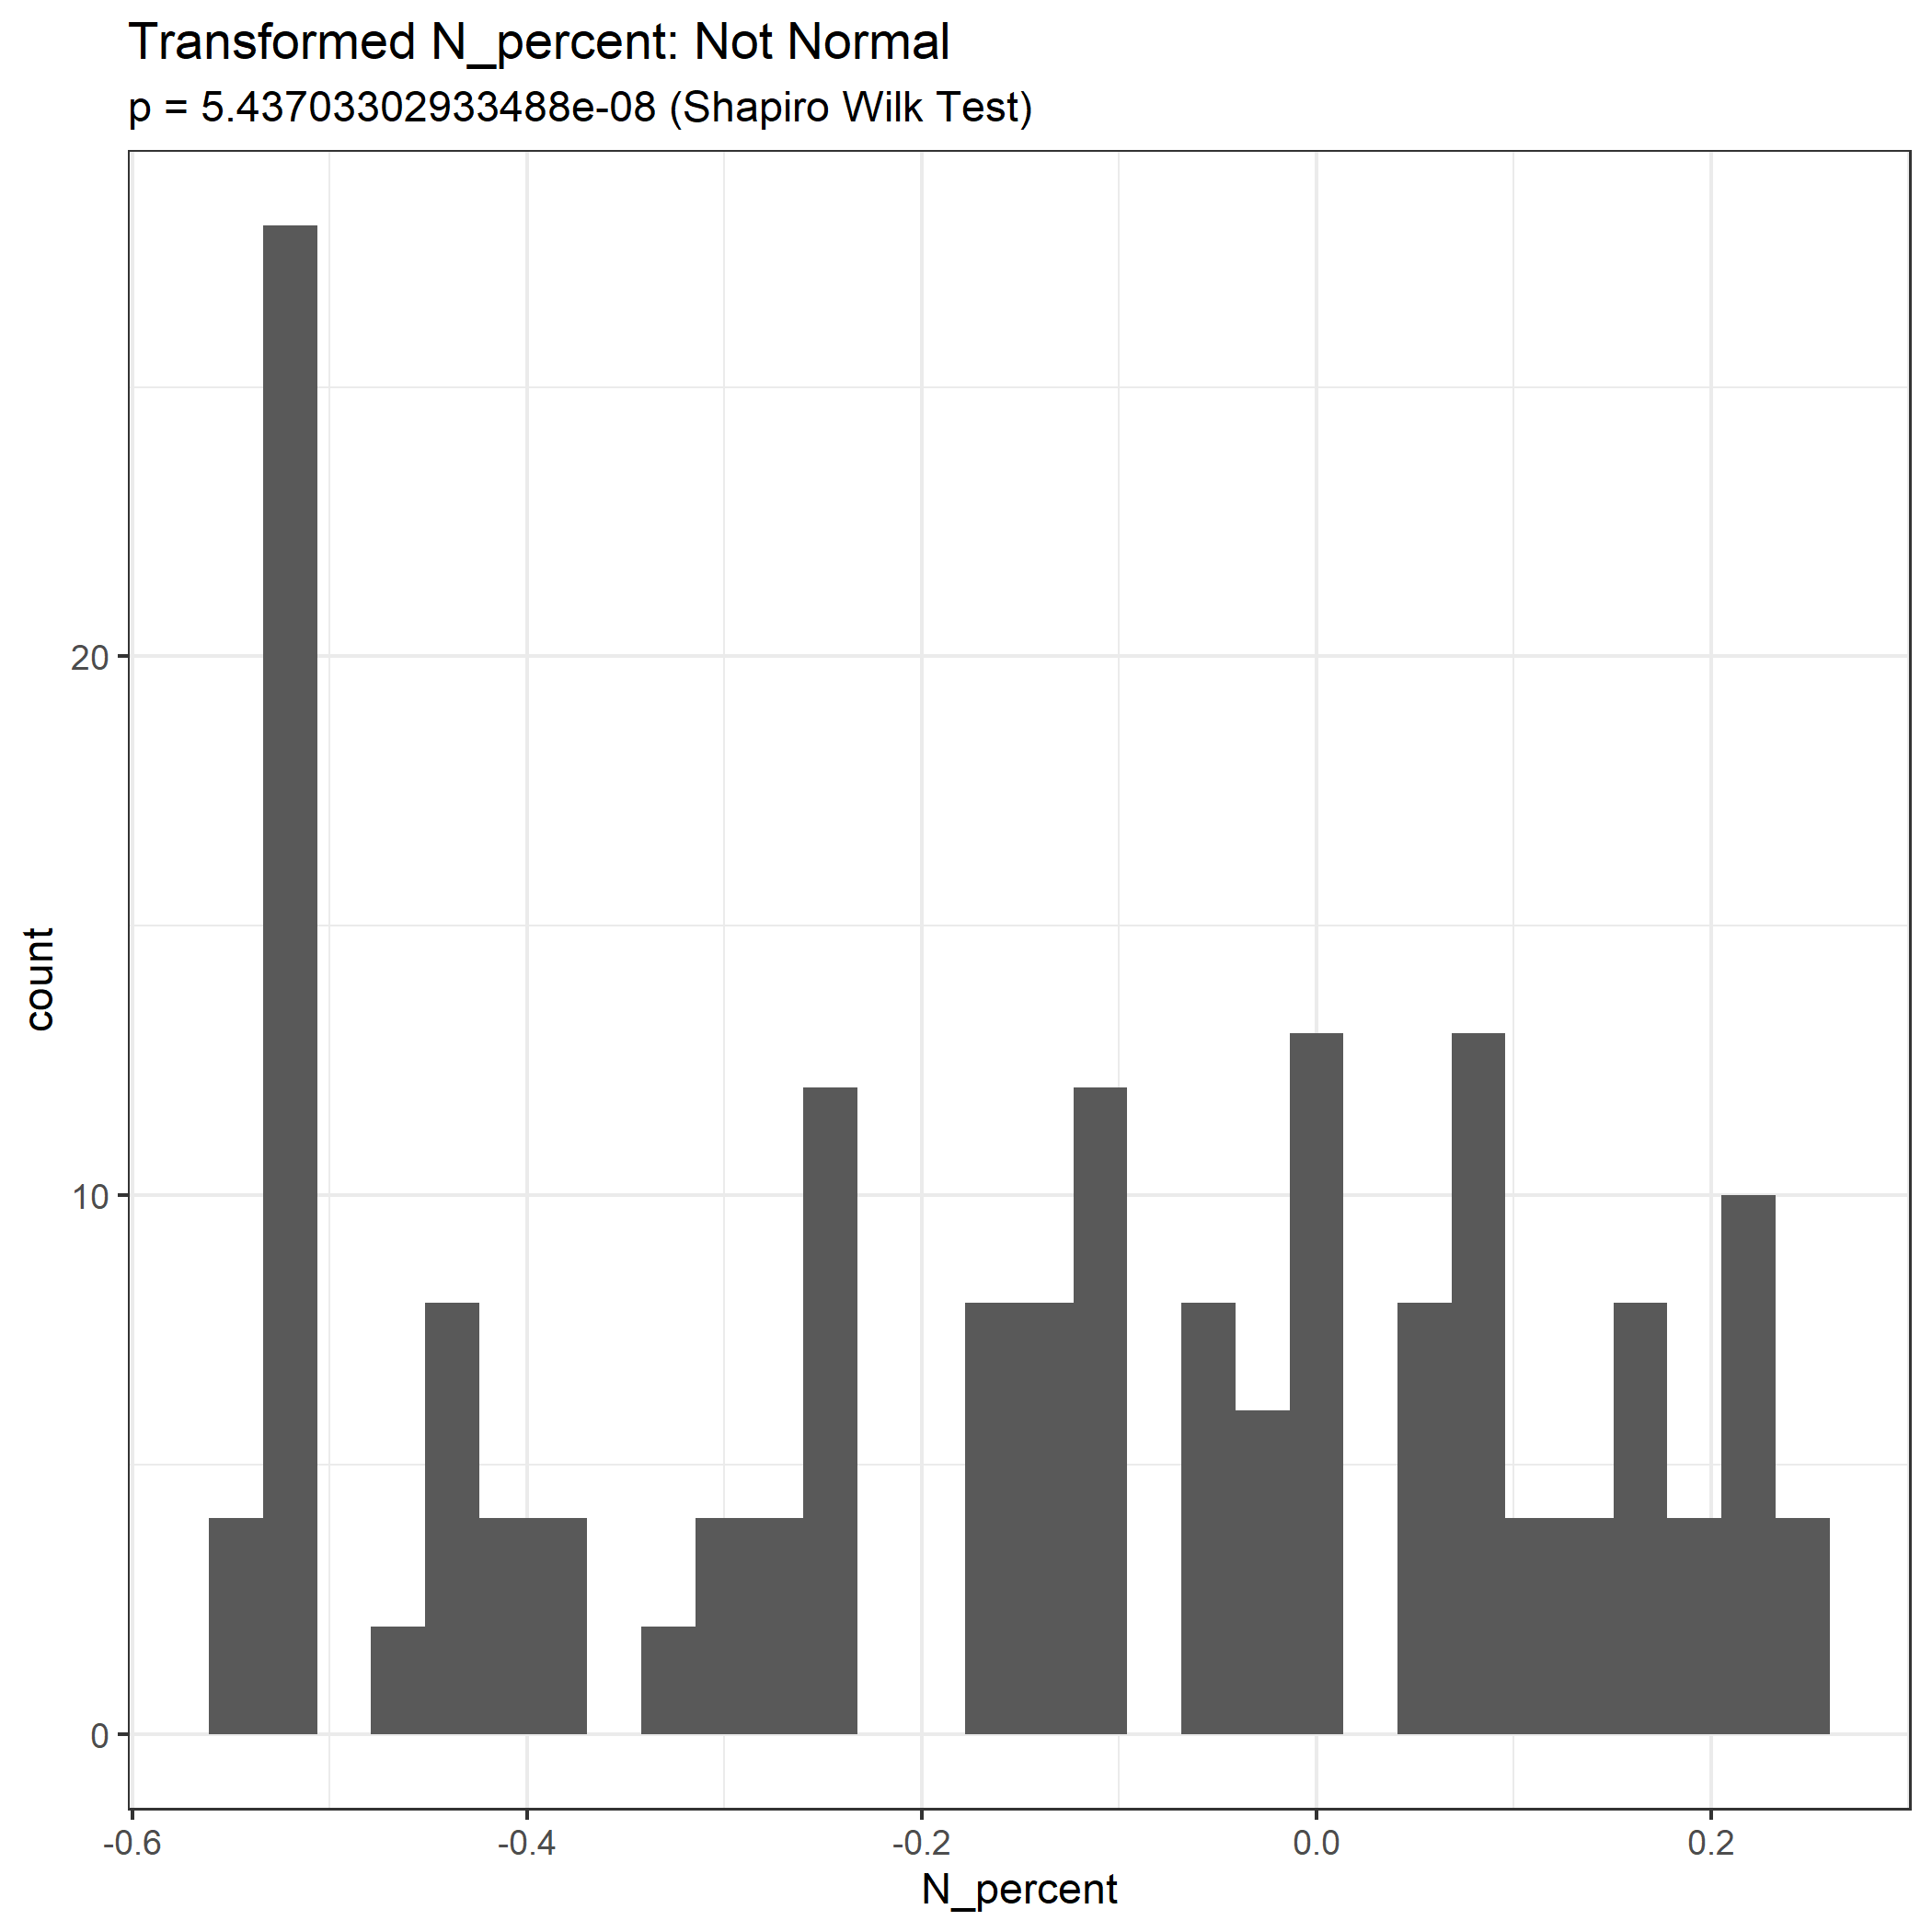 Transformed N_percent: Not Normal
p = 5.43703302933488e-08 (Shapiro Wilk Test)
count
20
10
0
-0.6 -0.4 -0.2 0.0 0.2
N_percent